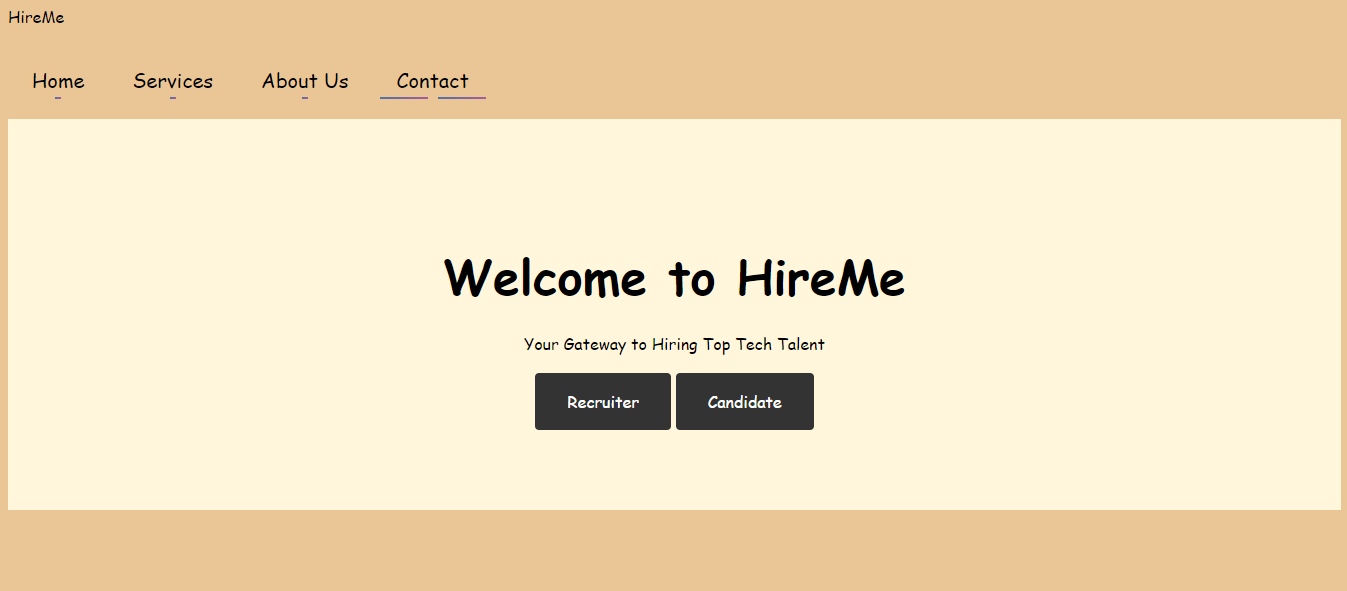 HireMe
Home Services About Us Contact
Welcome to HireMe
Your Gateway to Hiring Top Tech Talent
Recruiter Candidate